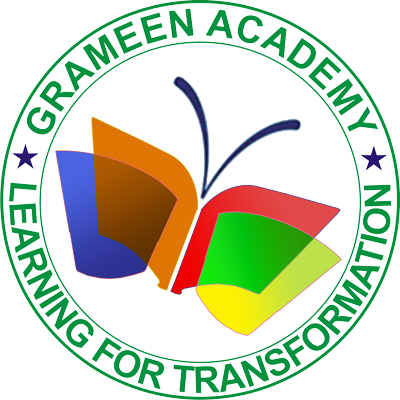 GRAMEEN ACADEMY
LEARNING FOR TRANSFORMATION